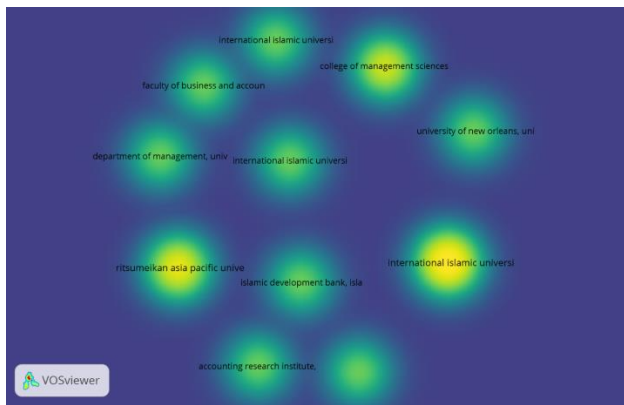 international islamic universi
college of management sciences
faculty of business and accoun
university of new orleans, uni
department of management, univ
international islamic universi
ritsumeikan asia pacific unive
international islamic universi
islamic development bank, isla
accounting research institute,
VOSviewer